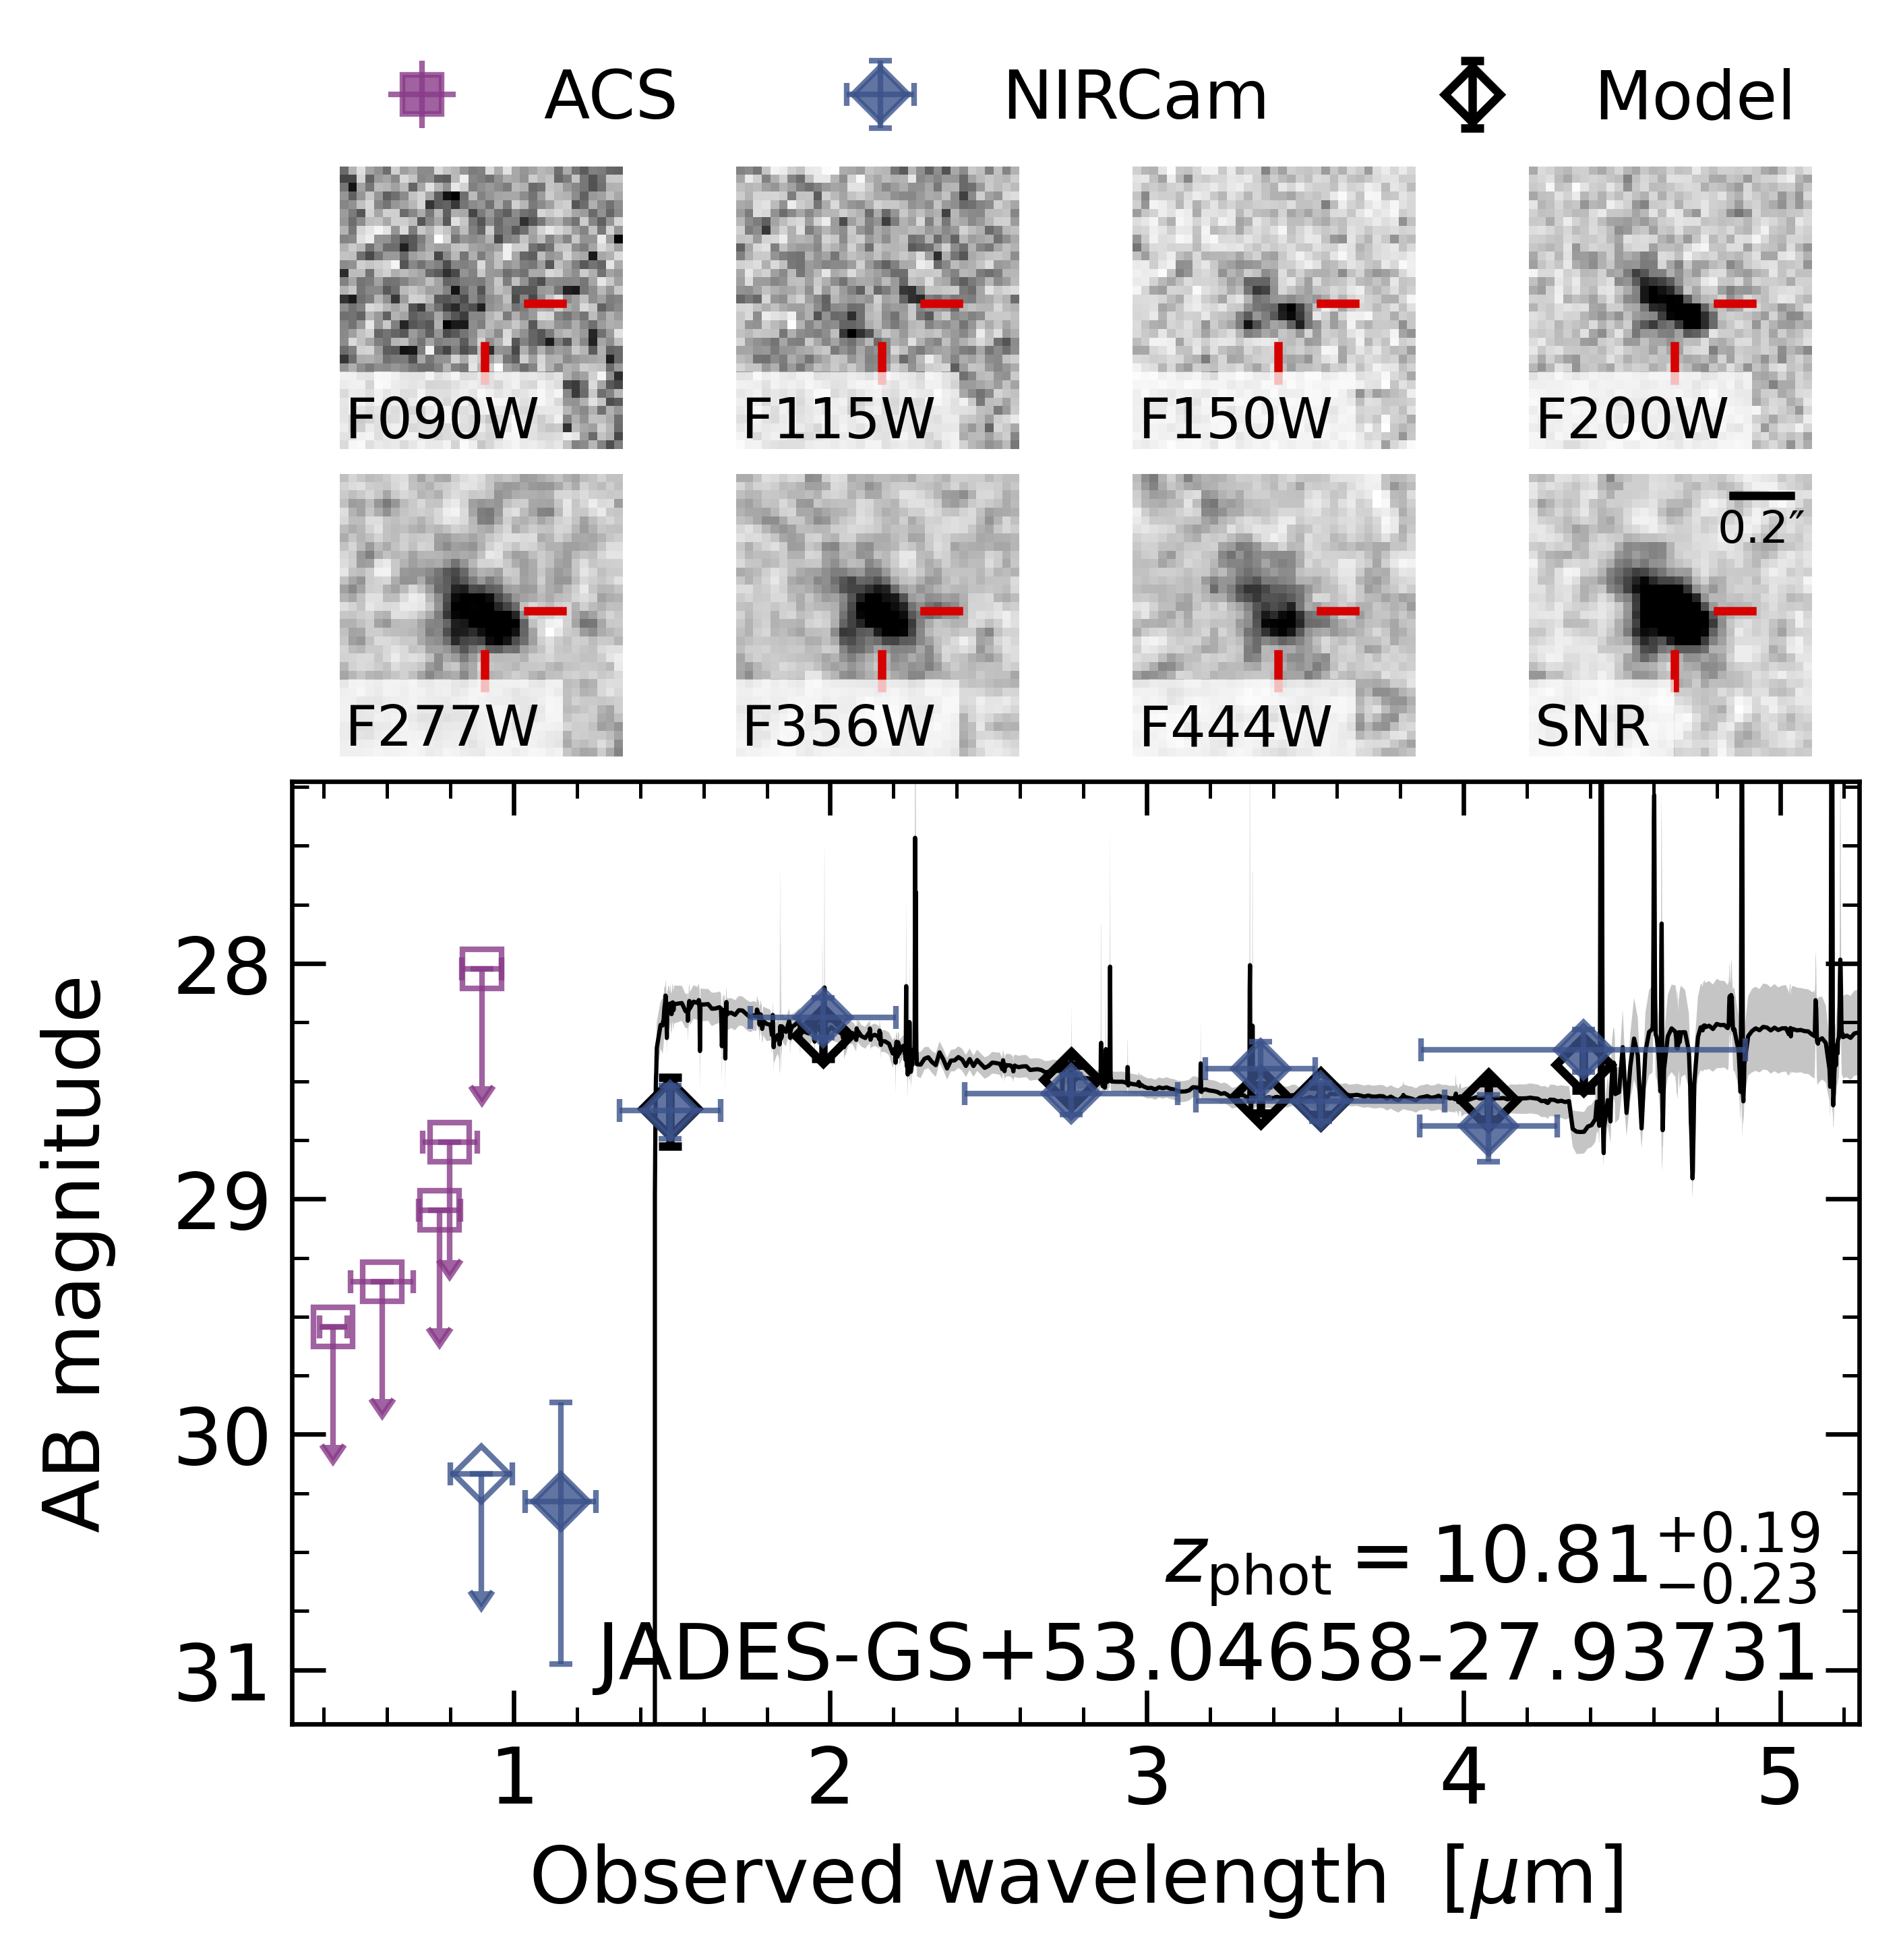 ACS NIRCam Model
F090W F115W F150W F200W
0.2″
F277W F356W F444W SNR
28
29
30
31
AB magnitude
z_phot = 10.81 +0.19 −0.23
JADES-GS+53.04658-27.93731
1 2 3 4 5
Observed wavelength [μm]